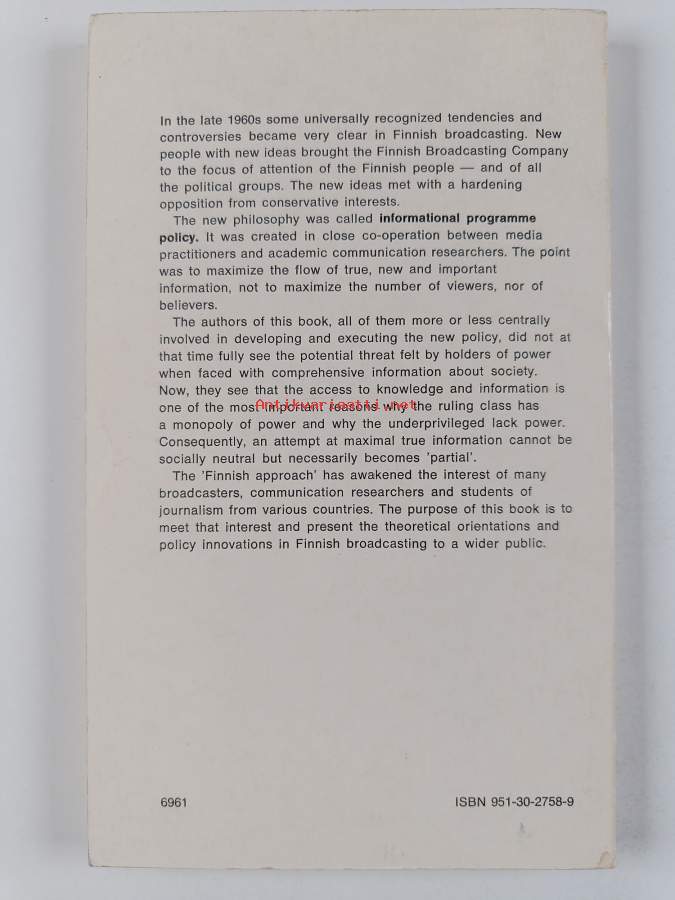 In the late 1960s some universally recognized tendencies and
controversies became very clear in Finnish broadcasting. New
people with new ideas brought the Finnish Broadcasting Company
to the focus of attention of the Finnish people — and of all
the political groups. The new ideas met with a hardening
opposition from conservative interests.
The new philosophy was called informational programme
policy. It was created in close co-operation between media
practitioners and academic communication researchers. The point
was to maximize the flow of true, new and important
information, not to maximize the number of viewers, nor of
believers.
The authors of this book, all of them more or less centrally
involved in developing and executing the new policy, did not at
that time fully see the potential threat felt by holders of power
when faced with comprehensive information about society.
Now, they see that the access to knowledge and information is
one of the most important reasons why the ruling class has
Antikvariaatti.net
a monopoly of power and why the underprivileged lack power.
Consequently, an attempt at maximal true information cannot be
socially neutral but necessarily becomes 'partial'.
The 'Finnish approach' has awakened the interest of many
broadcasters, communication researchers and students of
journalism from various countries. The purpose of this book is to
meet that interest and present the theoretical orientations and
policy innovations in Finnish broadcasting to a wider public.
6961
ISBN 951-30-2758-9